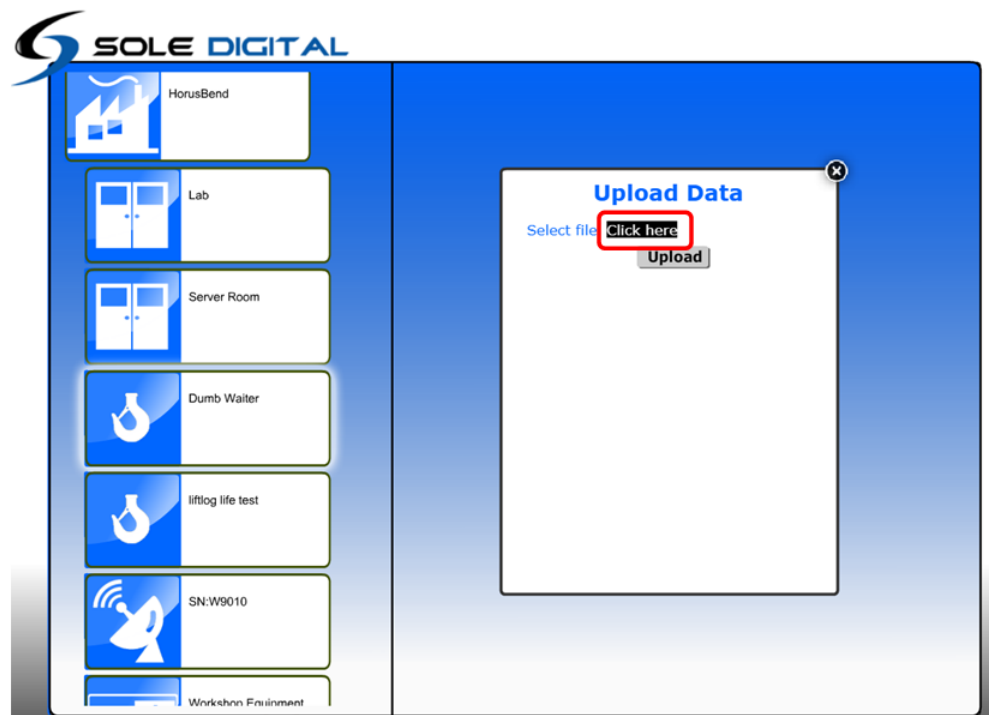 SOLE DIGITAL
HorusBend
Lab
Server Room
Dumb Waiter
liftlog life test
SN:W9010
Workshop Equipment
Upload Data
Select file Click here
Upload